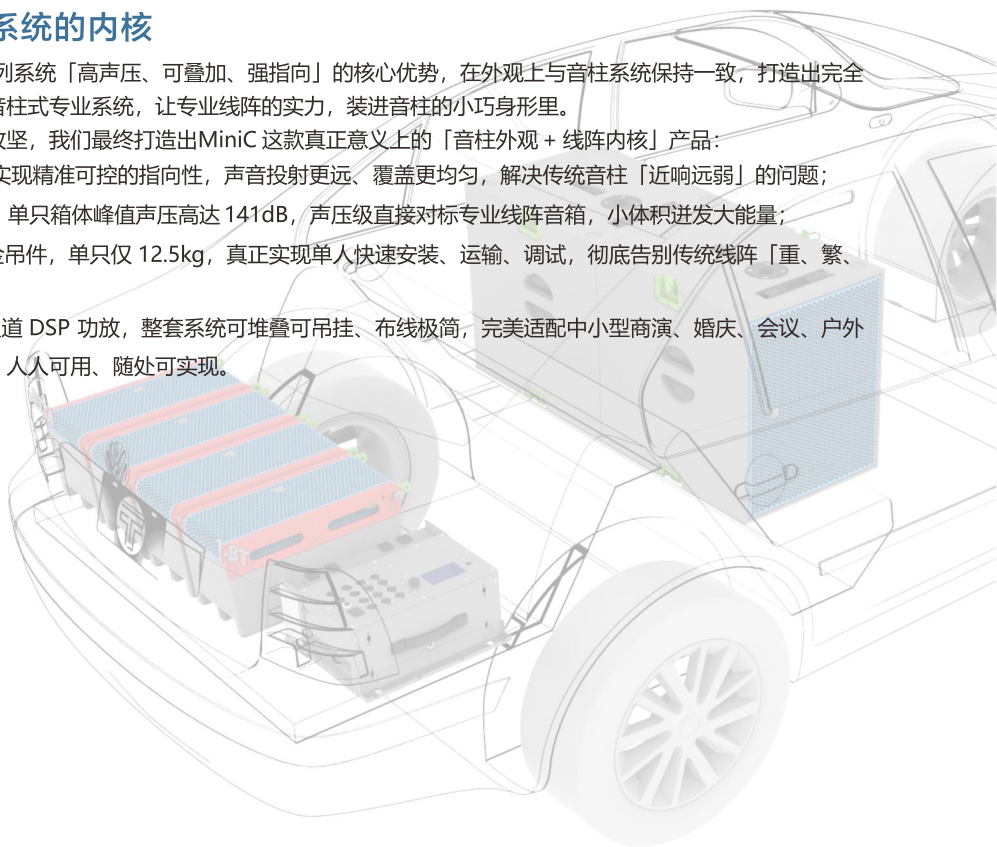 系统的内核
列系统「高声压、可叠加、强指向」的核心优势，在外观上与音柱系统保持一致，打造出完全
音柱式专业系统，让专业线阵的实力，装进音柱的小巧身形里。
攻坚，我们最终打造出MiniC 这款真正意义上的「音柱外观 + 线阵内核」产品：
实现精准可控的指向性，声音投射更远、覆盖更均匀，解决传统音柱「近响远弱」的问题；
，单只箱体峰值声压高达 141dB，声压级直接对标专业线阵音箱，小体积迸发大能量；
金吊件，单只仅 12.5kg，真正实现单人快速安装、运输、调试，彻底告别传统线阵「重、繁、
道 DSP 功放，整套系统可堆叠可吊挂、布线极简，完美适配中小型商演、婚庆、会议、户外
，人人可用、随处可实现。